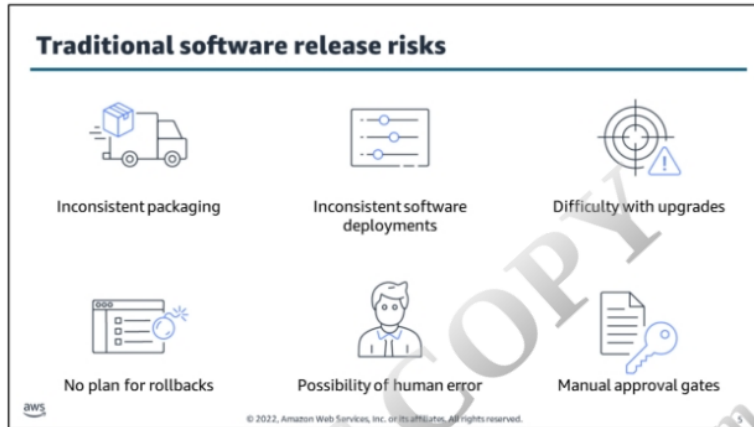 Traditional software release risks
Inconsistent packaging
Inconsistent software
deployments
Difficulty with upgrades
No plan for rollbacks
Possibility of human error
Manual approval gates
aws
© 2022, Amazon Web Services, Inc. or its affiliates. All rights reserved.
5
COPY